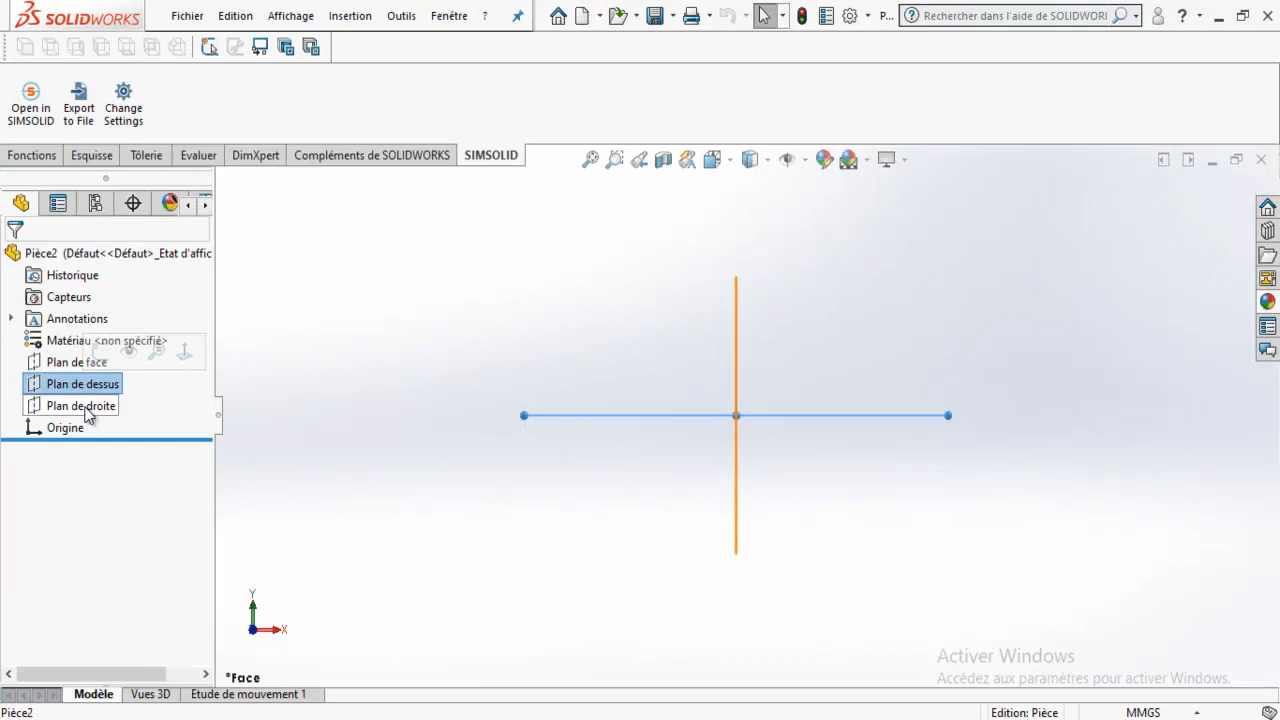 SOLIDWORKS Fichier Edition Affichage Insertion Outils Fenêtre ? P... Rechercher dans l'aide de SOLIDWORI ?
Open in SIMSOLID
Export to File
Change Settings
Fonctions Esquisse Tôlerie Evaluer DimXpert Compléments de SOLIDWORKS SIMSOLID
Pièce2 (Défaut<<Défaut>_Etat d'affic
Historique
Capteurs
Annotations
Matériau <non spécifié>
Plan de face
Plan de dessus
Plan de droite
Origine
Y
X
*Face
Activer Windows
Accédez aux paramètres pour activer Windows.
Modèle Vues 3D Etude de mouvement 1
Pièce2 Edition: Pièce MMGS